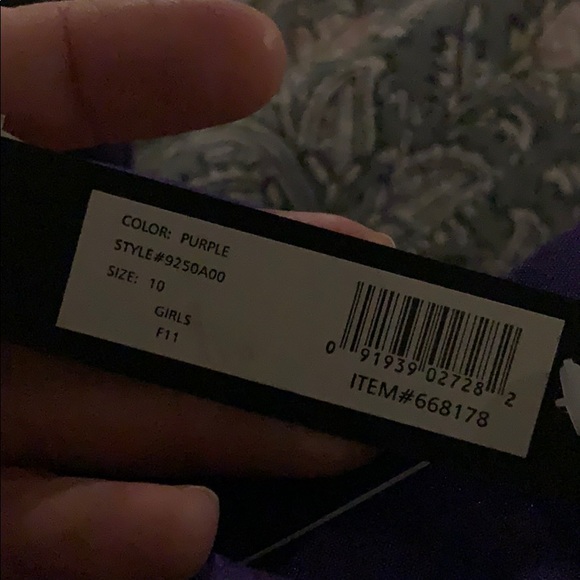 COLOR: PURPLE
STYLE#9250A00
SIZE: 10
GIRLS
F11
0 91939 02728 2
ITEM#668178